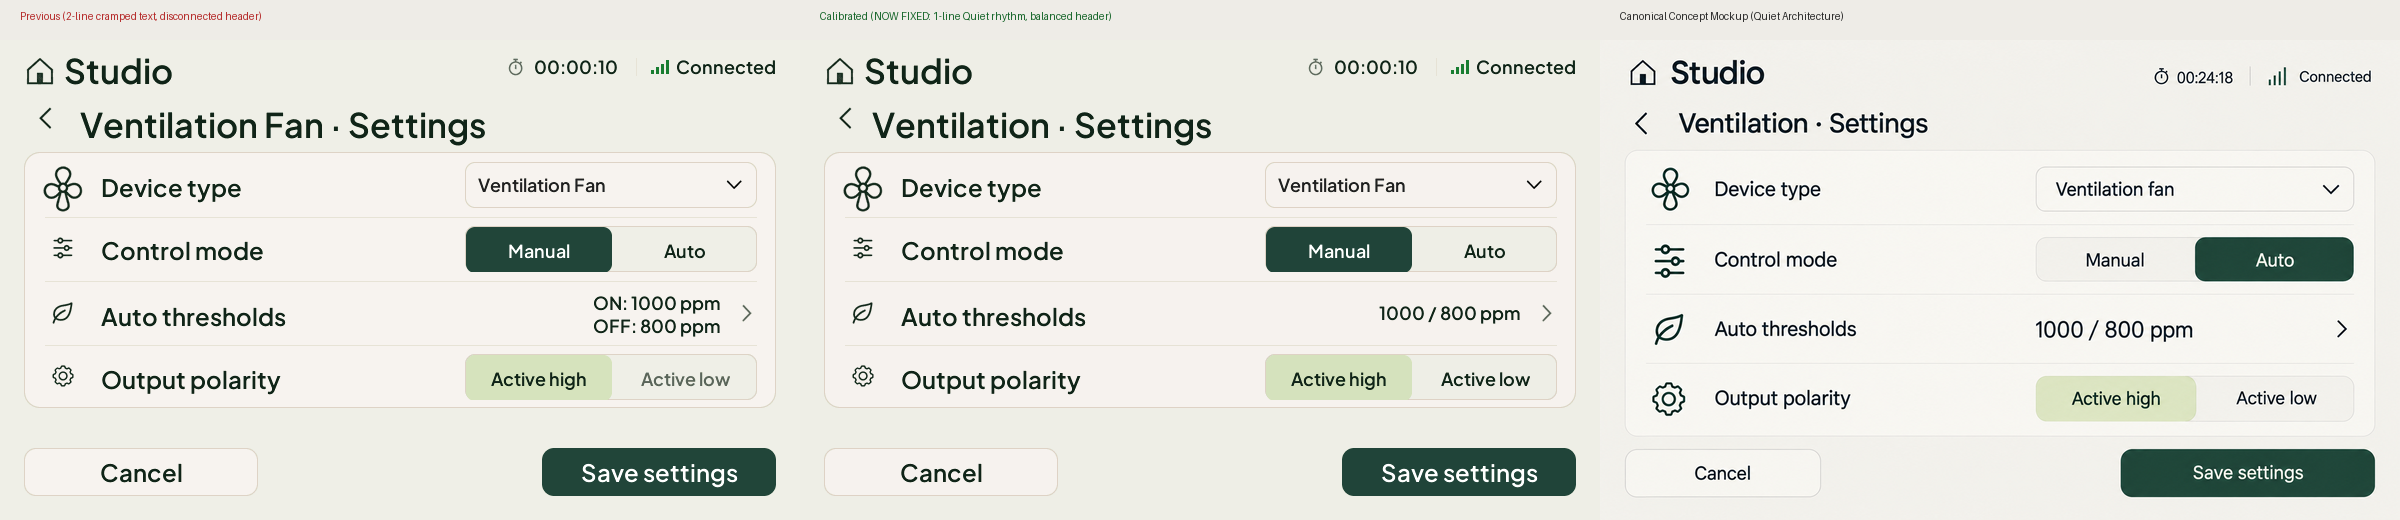 Previous (2-line cramped text, disconnected header)
Studio
00:00:10
Connected
Ventilation Fan · Settings
Device type
Ventilation Fan
Control mode
Manual
Auto
Auto thresholds
ON: 1000 ppm
OFF: 800 ppm
Output polarity
Active high
Active low
Cancel
Save settings
Calibrated (NOW FIXED: 1-line Quiet rhythm, balanced header)
Studio
00:00:10
Connected
Ventilation · Settings
Device type
Ventilation Fan
Control mode
Manual
Auto
Auto thresholds
1000 / 800 ppm
Output polarity
Active high
Active low
Cancel
Save settings
Canonical Concept Mockup (Quiet Architecture)
Studio
00:24:18
Connected
Ventilation · Settings
Device type
Ventilation fan
Control mode
Manual
Auto
Auto thresholds
1000 / 800 ppm
Output polarity
Active high
Active low
Cancel
Save settings